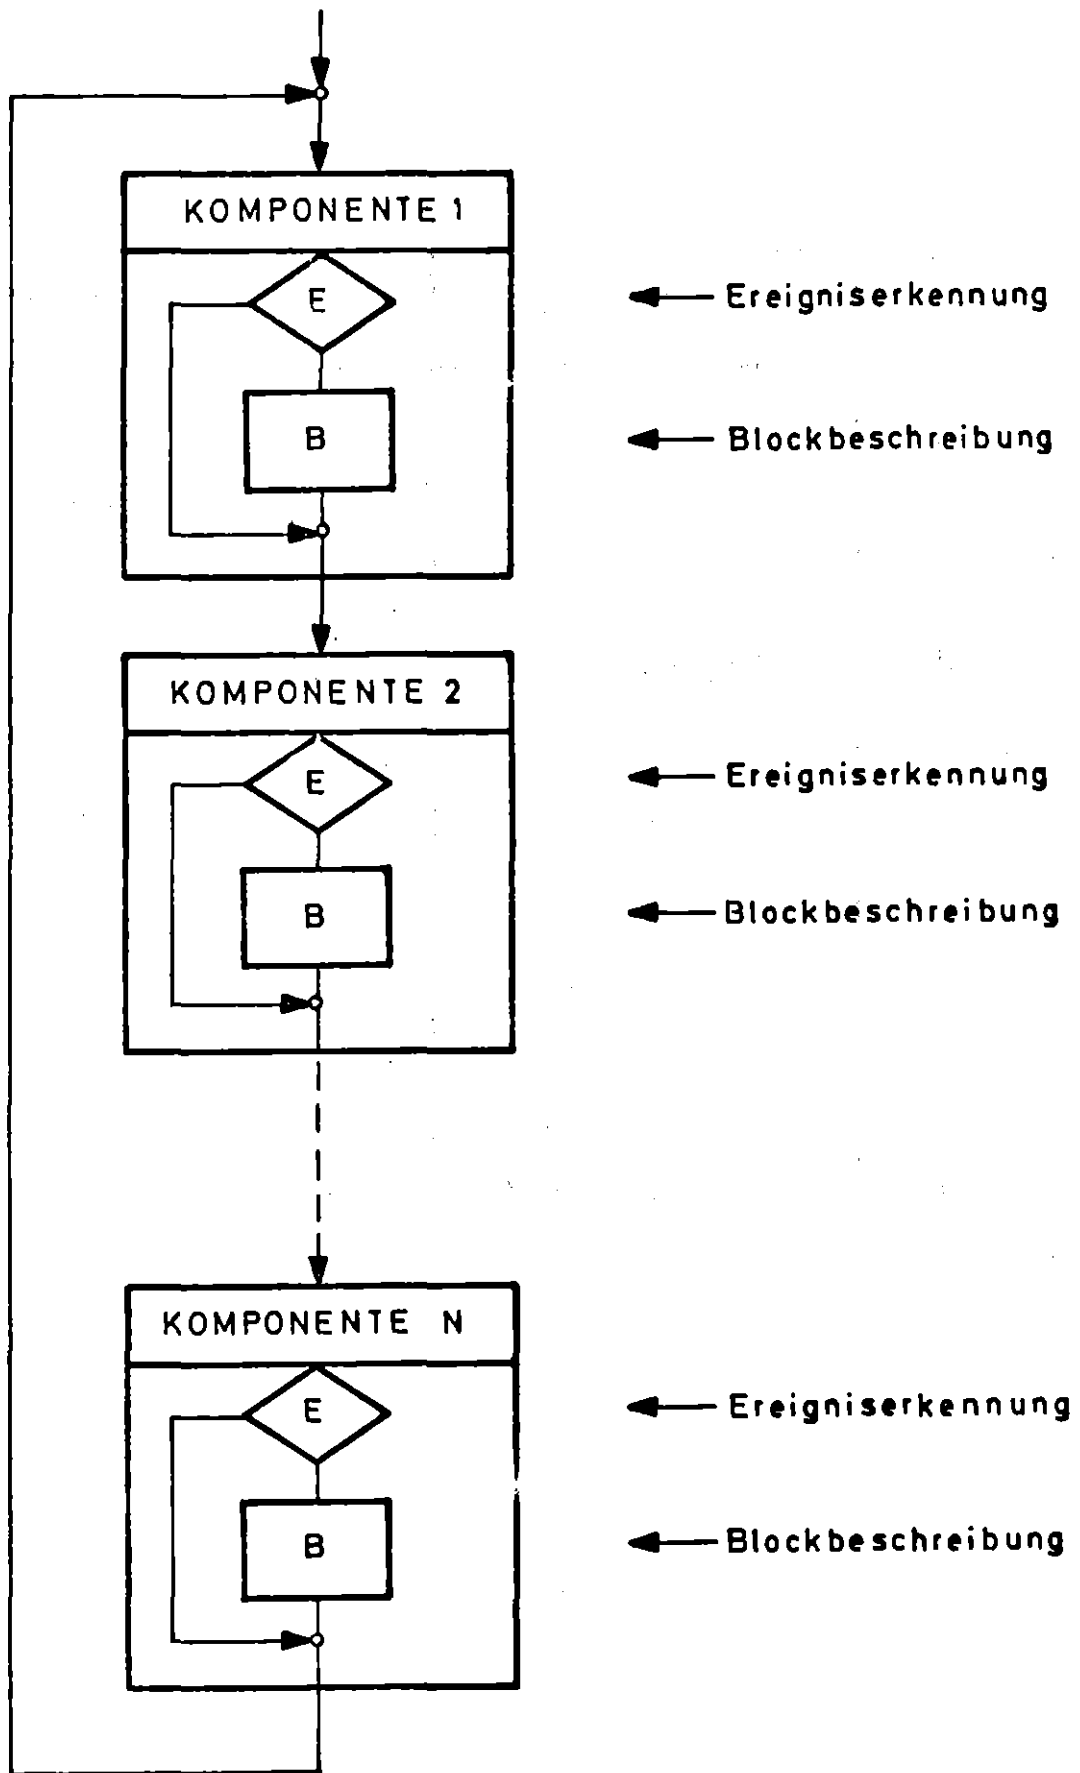 KOMPONENTE 1
E
Ereigniserkennung
B
Blockbeschreibung
KOMPONENTE 2
E
Ereigniserkennung
B
Blockbeschreibung
KOMPONENTE N
E
Ereigniserkennung
B
Blockbeschreibung